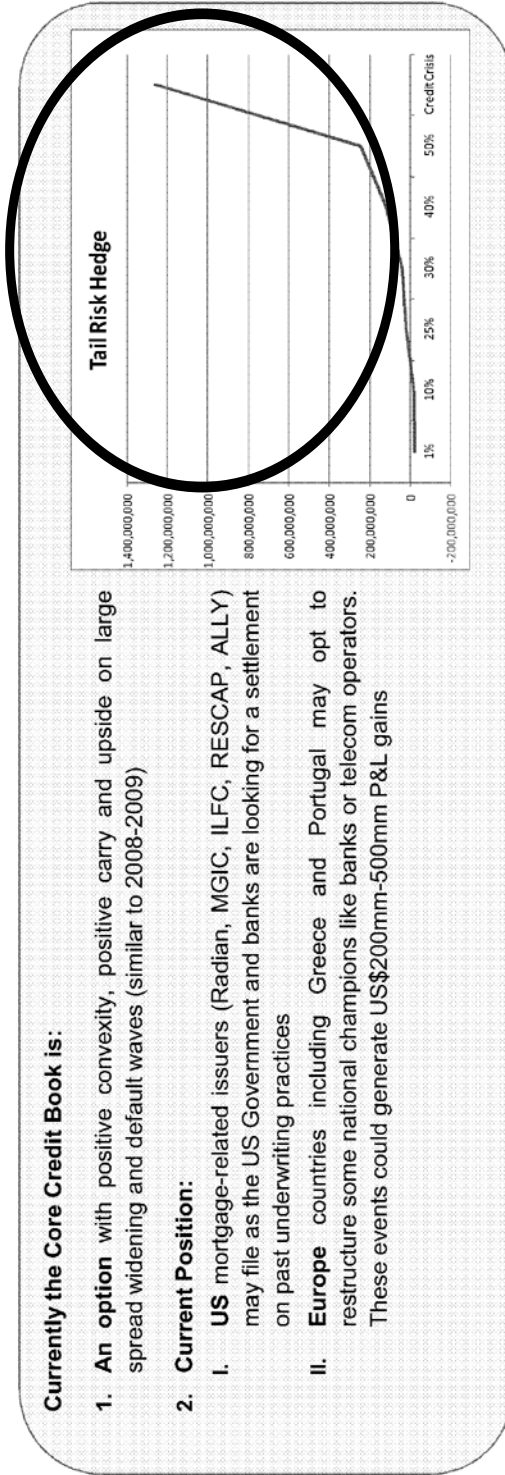 Currently the Core Credit Book is:
1. An option with positive convexity, positive carry and upside on large
spread widening and default waves (similar to 2008-2009)
2. Current Position:
I. US mortgage-related issuers (Radian, MGIC, ILFC, RESCAP, ALLY)
may file as the US Government and banks are looking for a settlement
on past underwriting practices
II. Europe countries including Greece and Portugal may opt to
restructure some national champions like banks or telecom operators.
These events could generate US$200mm-500mm P&L gains
Tail Risk Hedge
1,400,000,000
1,200,000,000
1,000,000,000
800,000,000
600,000,000
400,000,000
200,000,000
0
-200,000,000
1% 10% 25% 30% 40% 50% Credit Crisis